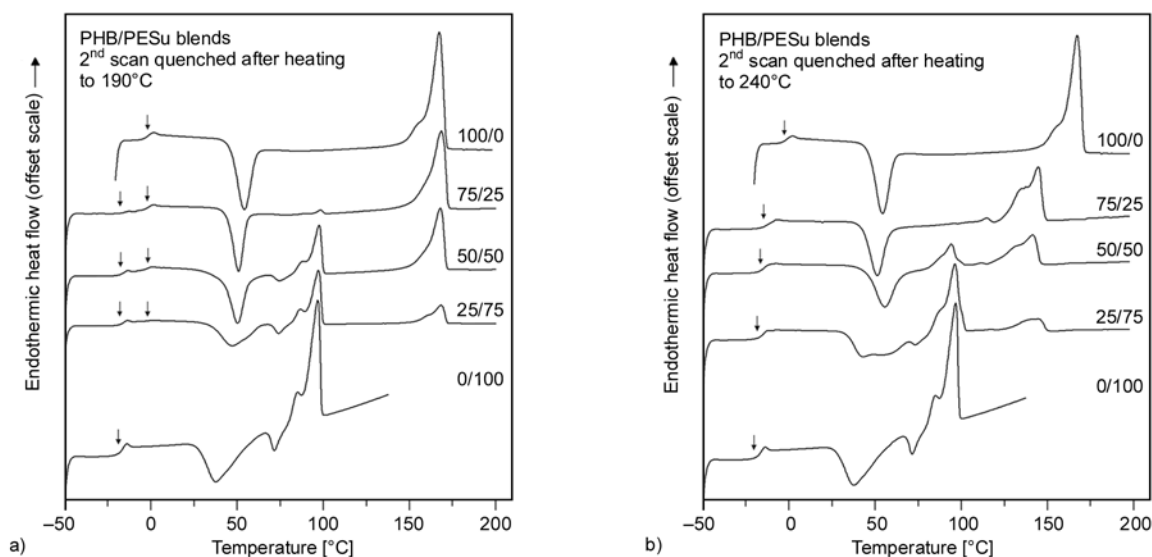 PHB/PESu blends
2nd scan quenched after heating
to 190°C
100/0
75/25
50/50
25/75
0/100
Endothermic heat flow (offset scale)
–50 0 50 100 150 200
Temperature [°C]
a)
PHB/PESu blends
2nd scan quenched after heating
to 240°C
100/0
75/25
50/50
25/75
0/100
Endothermic heat flow (offset scale)
–50 0 50 100 150 200
Temperature [°C]
b)